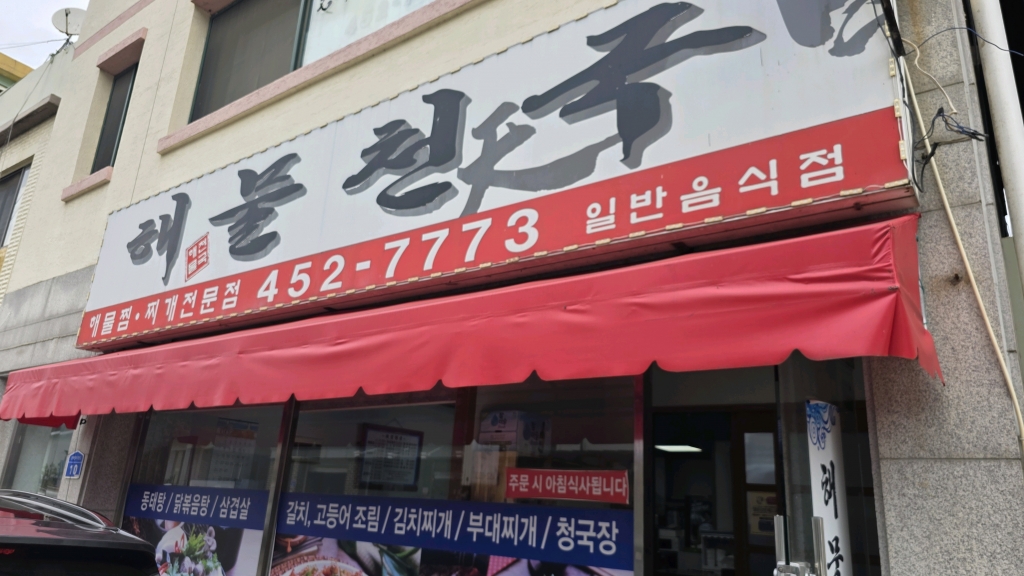 해물천국
해물찜·찌개전문점 452-7773 일반음식점
주문 시 아침식사됩니다
동태탕 / 닭볶음탕 / 삼겹살
갈치, 고등어 조림 / 김치찌개 / 부대찌개 / 청국장
해물